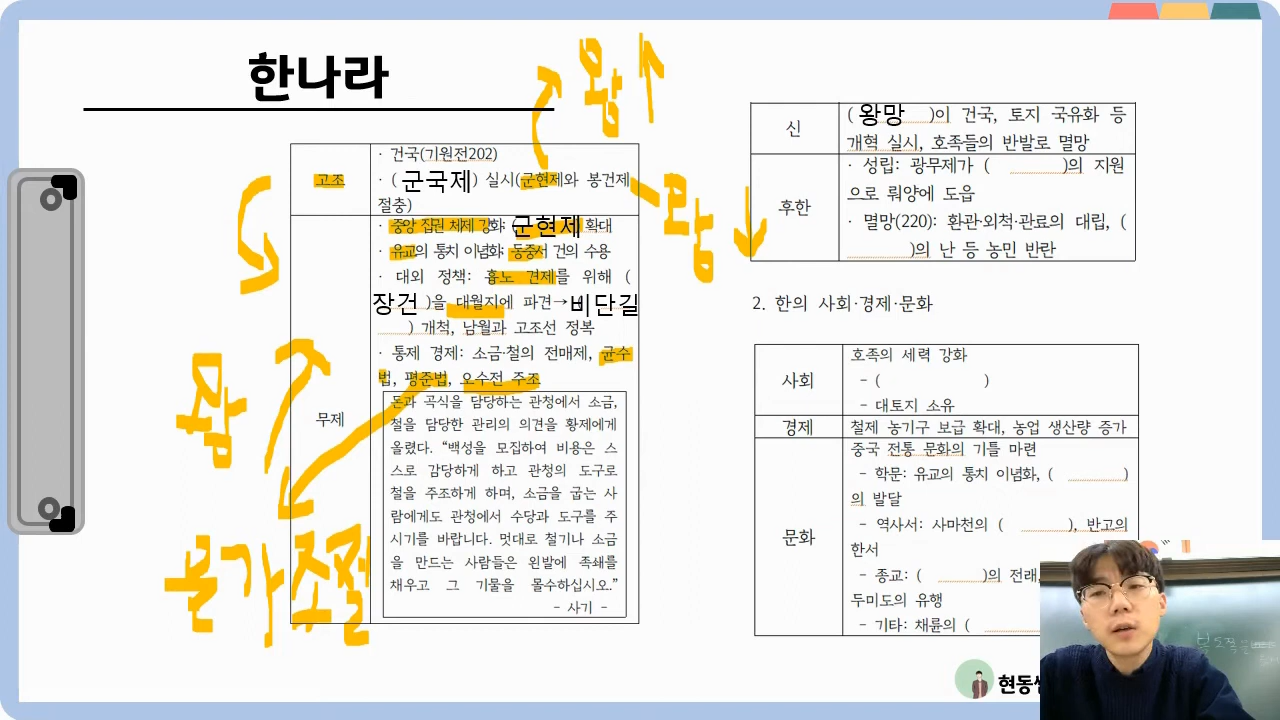 한나라
왕↑
고조
· 건국(기원전202)
· ( 군국제 ) 실시(군현제와 봉건제
절충)
왕↓
무제
· 중앙 집권 체제 강화: 군현제 확대
· 유교의 통치 이념화: 동중서 건의 수용
· 대외 정책: 흉노 견제를 위해 (
장건 )을 대월지에 파견→ 비단길
) 개척, 남월과 고조선 정복
· 통제 경제: 소금·철의 전매제, 균수
법, 평준법, 오수전 주조
돈과 곡식을 담당하는 관청에서 소금,
철을 담당한 관리의 의견을 황제에게
올렸다. “백성을 모집하여 비용은 스
스로 감당하게 하고 관청의 도구로
철을 주조하게 하며, 소금을 굽는 사
람에게도 관청에서 수당과 도구를 주
시기를 바랍니다. 멋대로 철기나 소금
을 만드는 사람들은 왼발에 족쇄를
채우고 그 기물을 몰수하십시오.”
- 사기 -
물가조절
신
( 왕망 )이 건국, 토지 국유화 등
개혁 실시, 호족들의 반발로 멸망
후한
· 성립: 광무제가 ( )의 지원
으로 뤄양에 도읍
· 멸망(220): 환관·외척·관료의 대립, (
)의 난 등 농민 반란
2. 한의 사회·경제·문화
사회
호족의 세력 강화
- ( )
- 대토지 소유
경제
철제 농기구 보급 확대, 농업 생산량 증가
문화
중국 전통 문화의 기틀 마련
- 학문: 유교의 통치 이념화, ( )
의 발달
- 역사서: 사마천의 ( ), 반고의
한서
- 종교: ( )의 전래,
두미도의 유행
- 기타: 채륜의 (
현동쌤